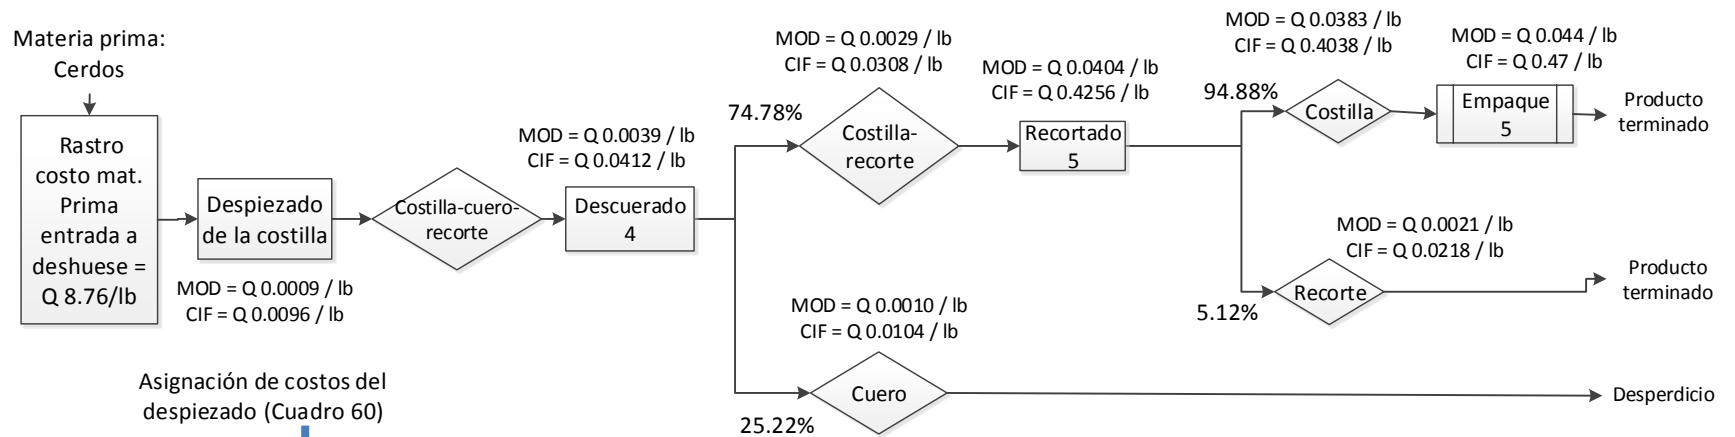 Materia prima:
Cerdos
Rastro
costo mat.
Prima
entrada a
deshuese =
Q 8.76/lb
Despiezado
de la costilla
MOD = Q 0.0009 / lb
CIF = Q 0.0096 / lb
Costilla-cuero-
recorte
MOD = Q 0.0039 / lb
CIF = Q 0.0412 / lb
Descuerado
4
74.78%
MOD = Q 0.0029 / lb
CIF = Q 0.0308 / lb
Costilla-
recorte
MOD = Q 0.0404 / lb
CIF = Q 0.4256 / lb
Recortado
5
94.88%
MOD = Q 0.0383 / lb
CIF = Q 0.4038 / lb
Costilla
MOD = Q 0.044 / lb
CIF = Q 0.47 / lb
Empaque
5
Producto
terminado
5.12%
MOD = Q 0.0021 / lb
CIF = Q 0.0218 / lb
Recorte
Producto
terminado
25.22%
MOD = Q 0.0010 / lb
CIF = Q 0.0104 / lb
Cuero
Desperdicio
Asignación de costos del
despiezado (Cuadro 60)